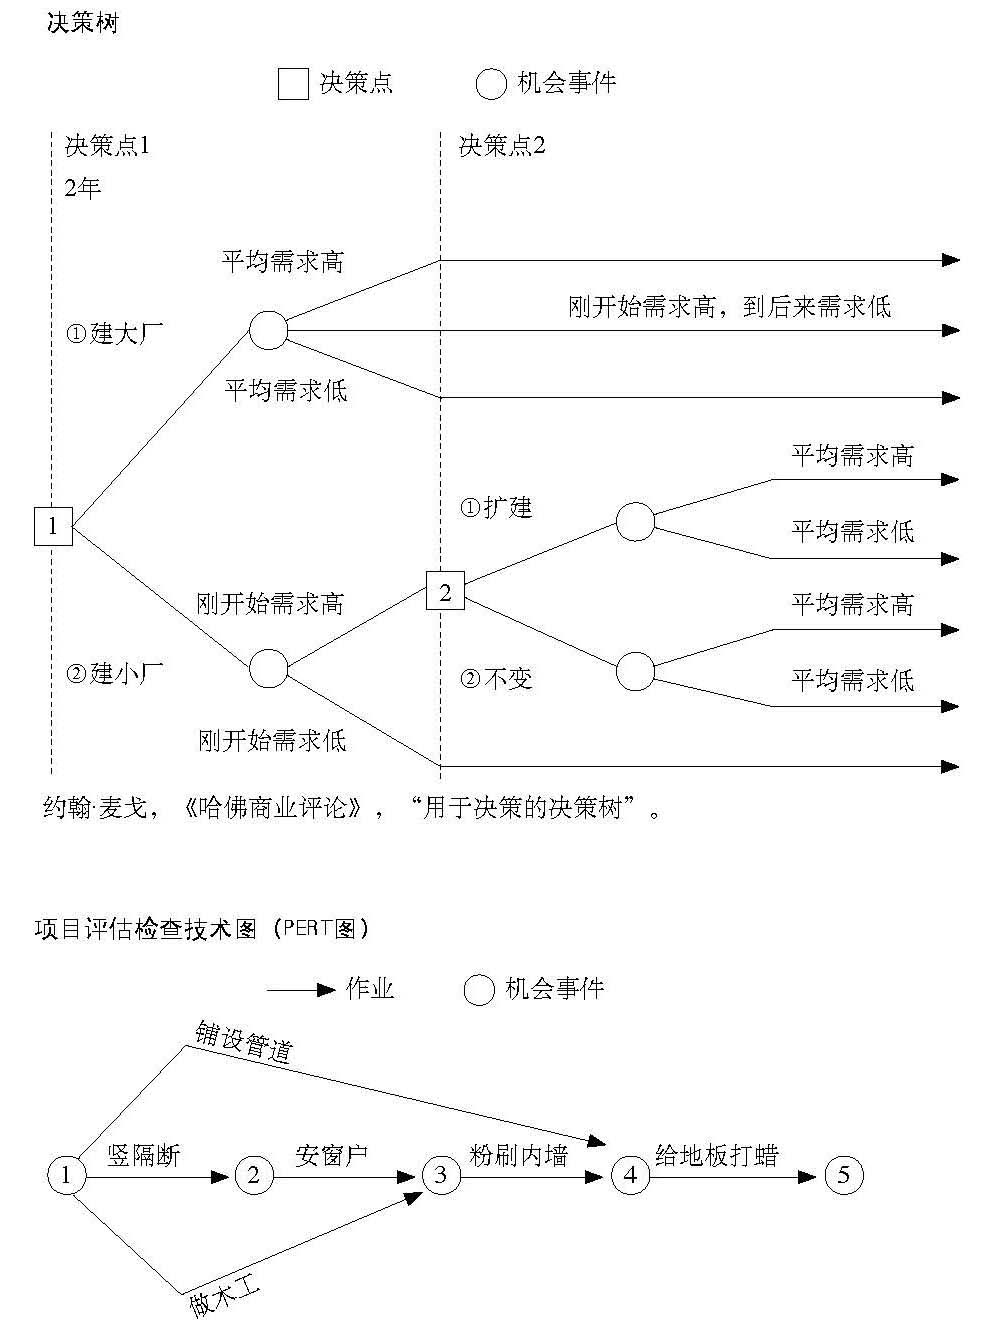 决策树
决策点 机会事件
决策点1 决策点2
2年
平均需求高
刚开始需求高，到后来需求低
①建大厂
平均需求低
平均需求高
①扩建
1
平均需求低
2
刚开始需求高
平均需求高
②建小厂
②不变
平均需求低
刚开始需求低
约翰·麦戈，《哈佛商业评论》，“用于决策的决策树”。
项目评估检查技术图（PERT图）
作业 机会事件
铺设管道
竖隔断 安窗户 粉刷内墙 给地板打蜡
1 2 3 4 5
做木工